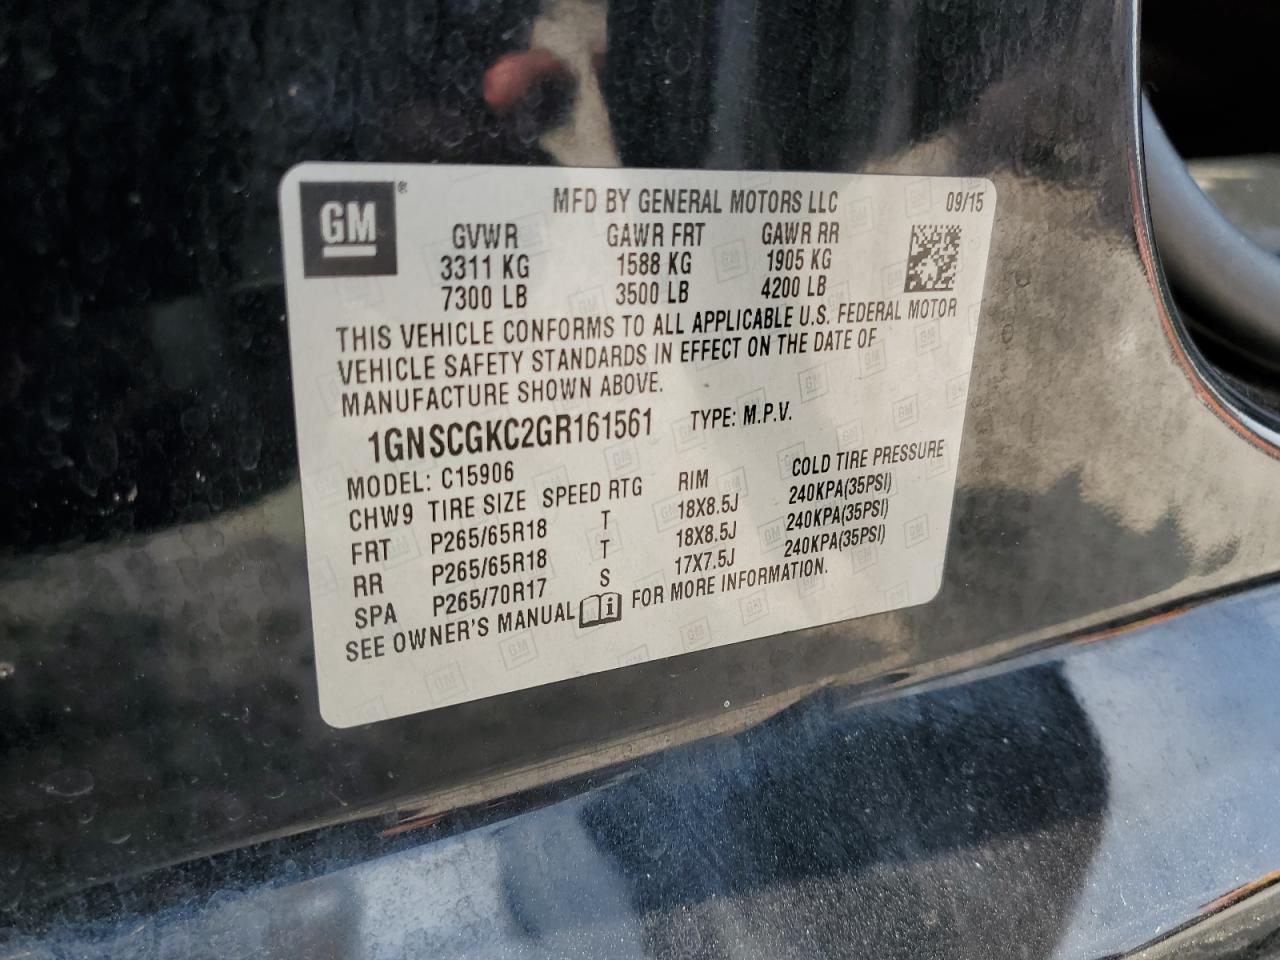 GM®
MFD BY GENERAL MOTORS LLC 09/15
GVWR GAWR FRT GAWR RR
3311 KG 1588 KG 1905 KG
7300 LB 3500 LB 4200 LB
THIS VEHICLE CONFORMS TO ALL APPLICABLE U.S. FEDERAL MOTOR
VEHICLE SAFETY STANDARDS IN EFFECT ON THE DATE OF
MANUFACTURE SHOWN ABOVE.
1GNSCGKC2GR161561 TYPE: M.P.V.
MODEL: C15906
CHW9 TIRE SIZE SPEED RTG RIM COLD TIRE PRESSURE
FRT P265/65R18 T 18X8.5J 240KPA(35PSI)
RR P265/65R18 T 18X8.5J 240KPA(35PSI)
SPA P265/70R17 S 17X7.5J 240KPA(35PSI)
SEE OWNER'S MANUAL FOR MORE INFORMATION.